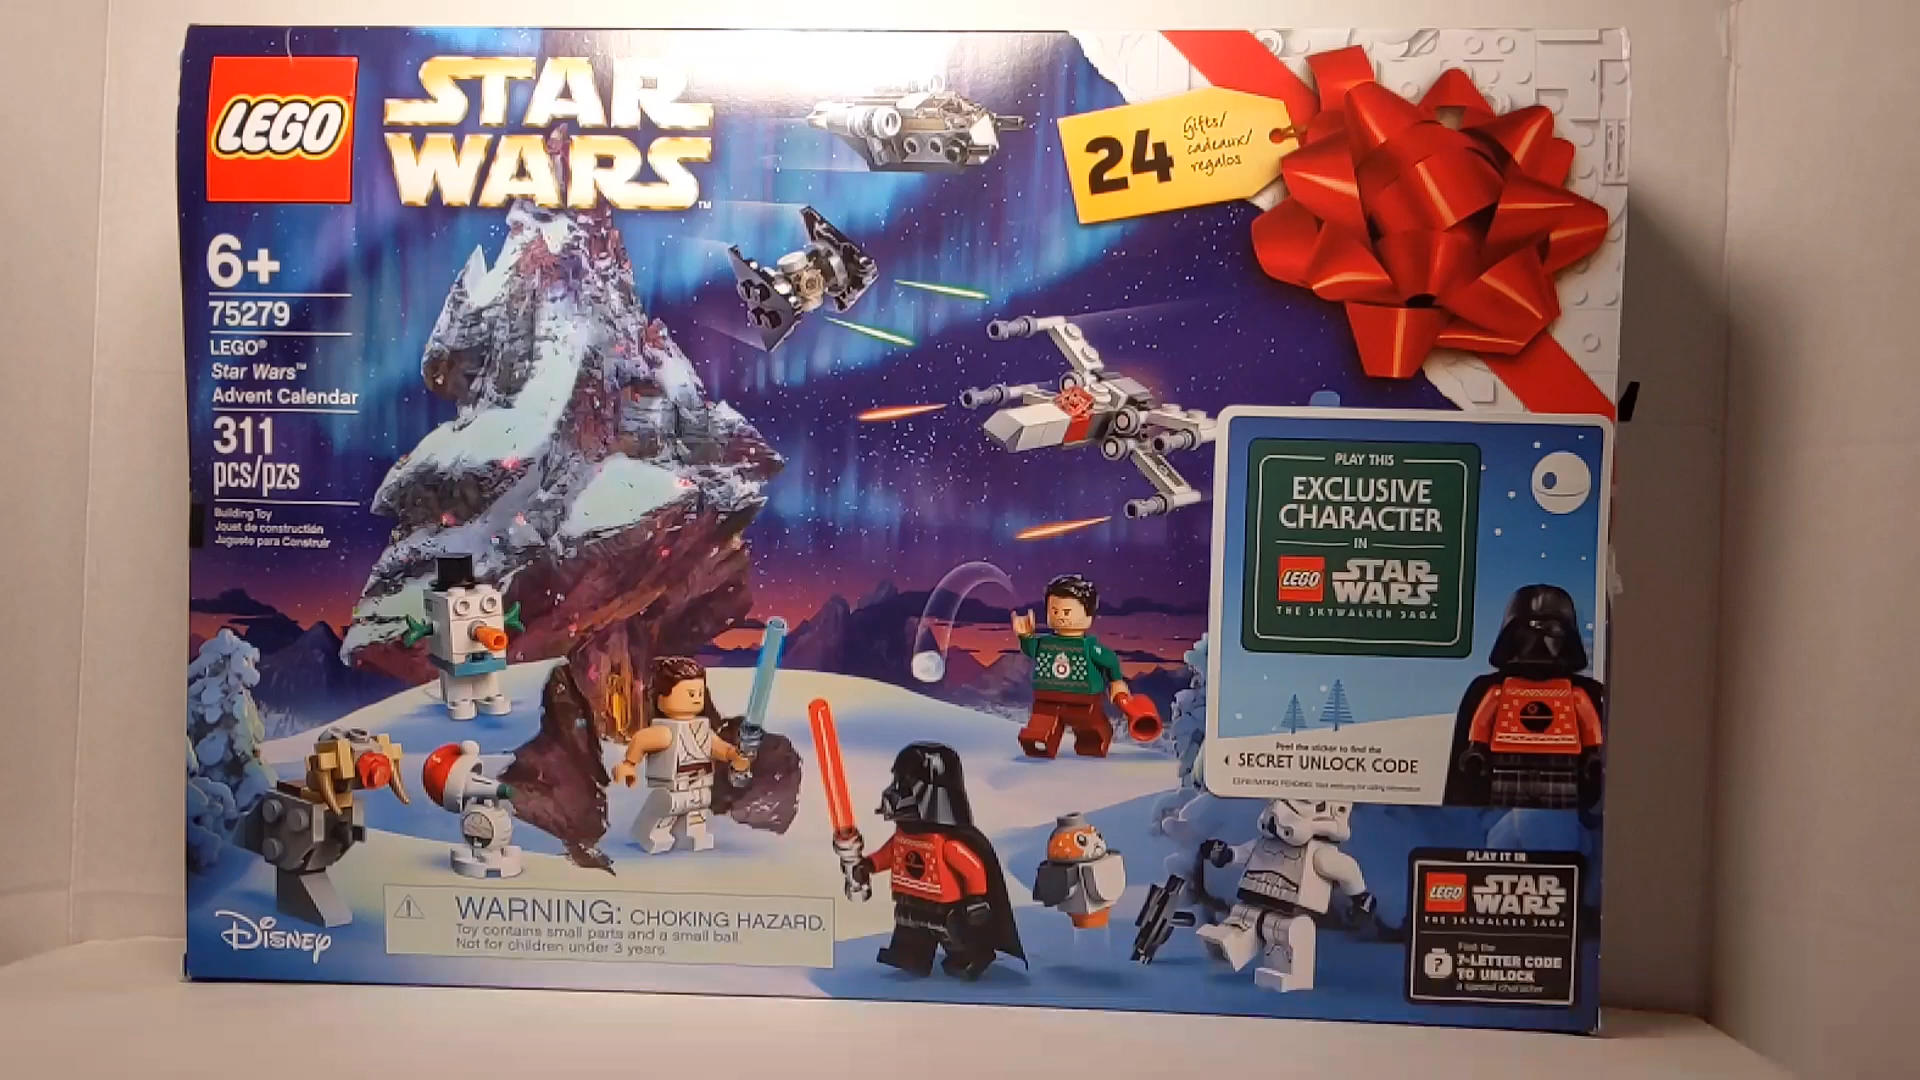 LEGO
STAR
WARS™
24
Gifts/
cadeaux/
regalos
6+
75279
LEGO®
Star Wars™
Advent Calendar
311
pcs/pzs
Building Toy
Jouet de construction
Juguete para Construir
PLAY THIS
EXCLUSIVE
CHARACTER
IN
LEGO STAR
WARS™
THE SKYWALKER SAGA
Peel the sticker to find the
SECRET UNLOCK CODE
DISNEY
WARNING: CHOKING HAZARD.
Toy contains small parts and a small ball.
Not for children under 3 years.
PLAY IT IN
LEGO STAR
WARS
THE SKYWALKER SAGA
?
Find the
7-LETTER CODE
TO UNLOCK
a special character